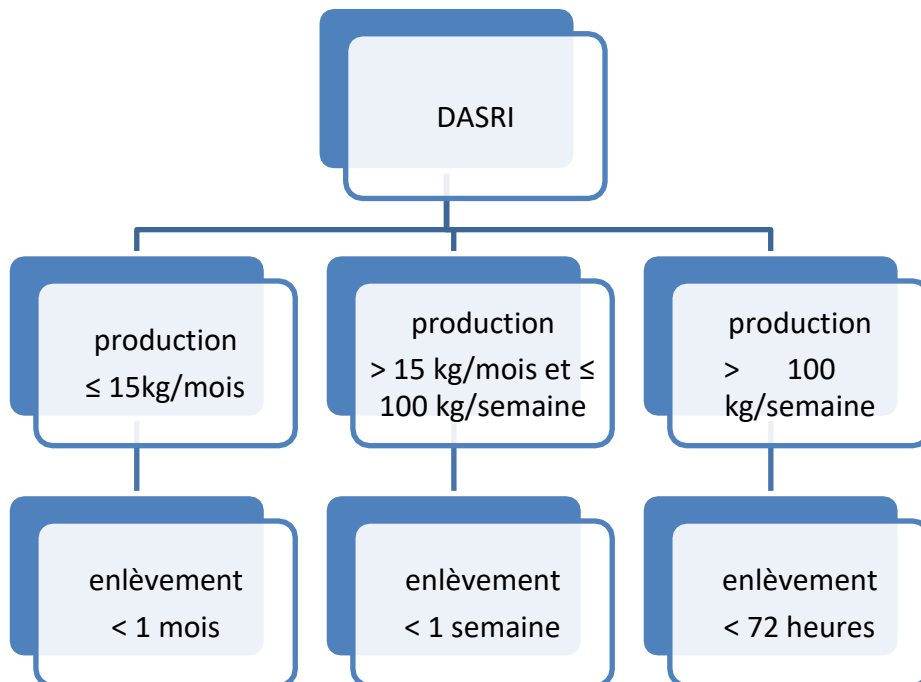 DASRI
production
≤ 15kg/mois
production
> 15 kg/mois et ≤
100 kg/semaine
production
> 100
kg/semaine
enlèvement
< 1 mois
enlèvement
< 1 semaine
enlèvement
< 72 heures